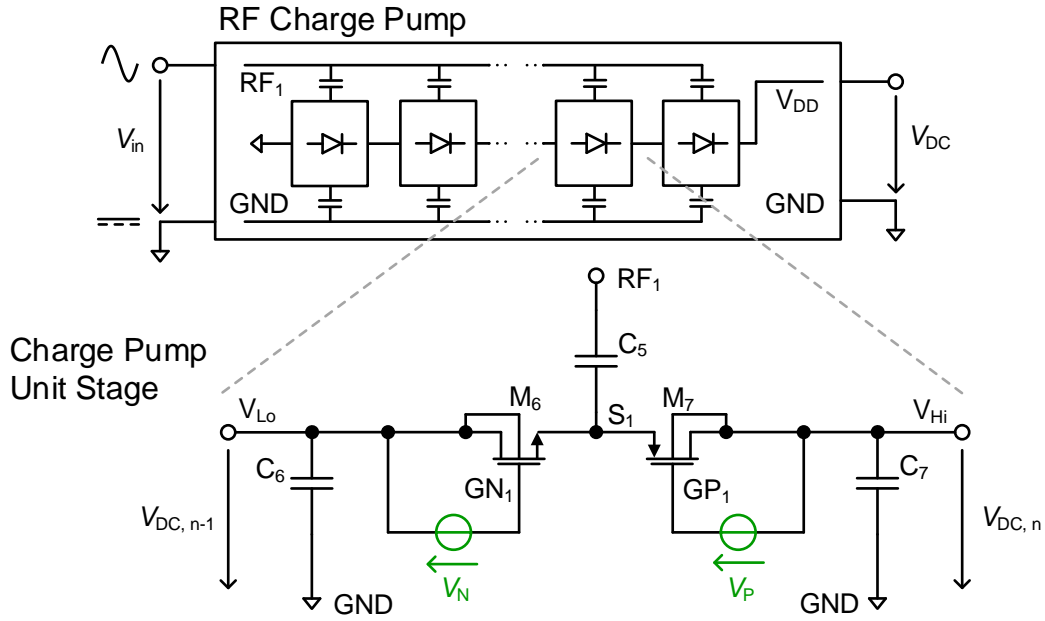 RF Charge Pump
RF1
VDD
Vin
VDC
GND
GND
RF1
Charge Pump
Unit Stage
C5
M6
S1
M7
VLo
VHi
C6
GN1
GP1
C7
VDC, n-1
VN
VP
VDC, n
GND
GND